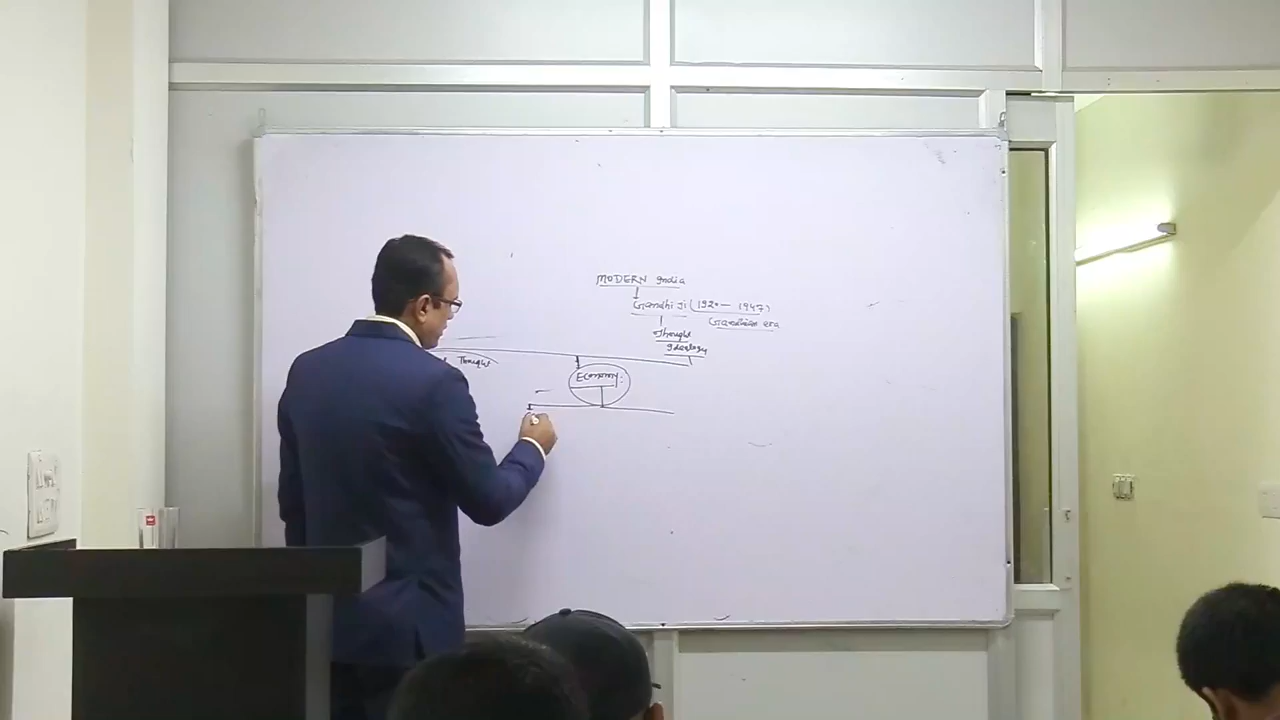 MODERN India
Gandhi Ji (1920 — 1947)
Gandhian era
Thought
Ideology
Thought
Economy: